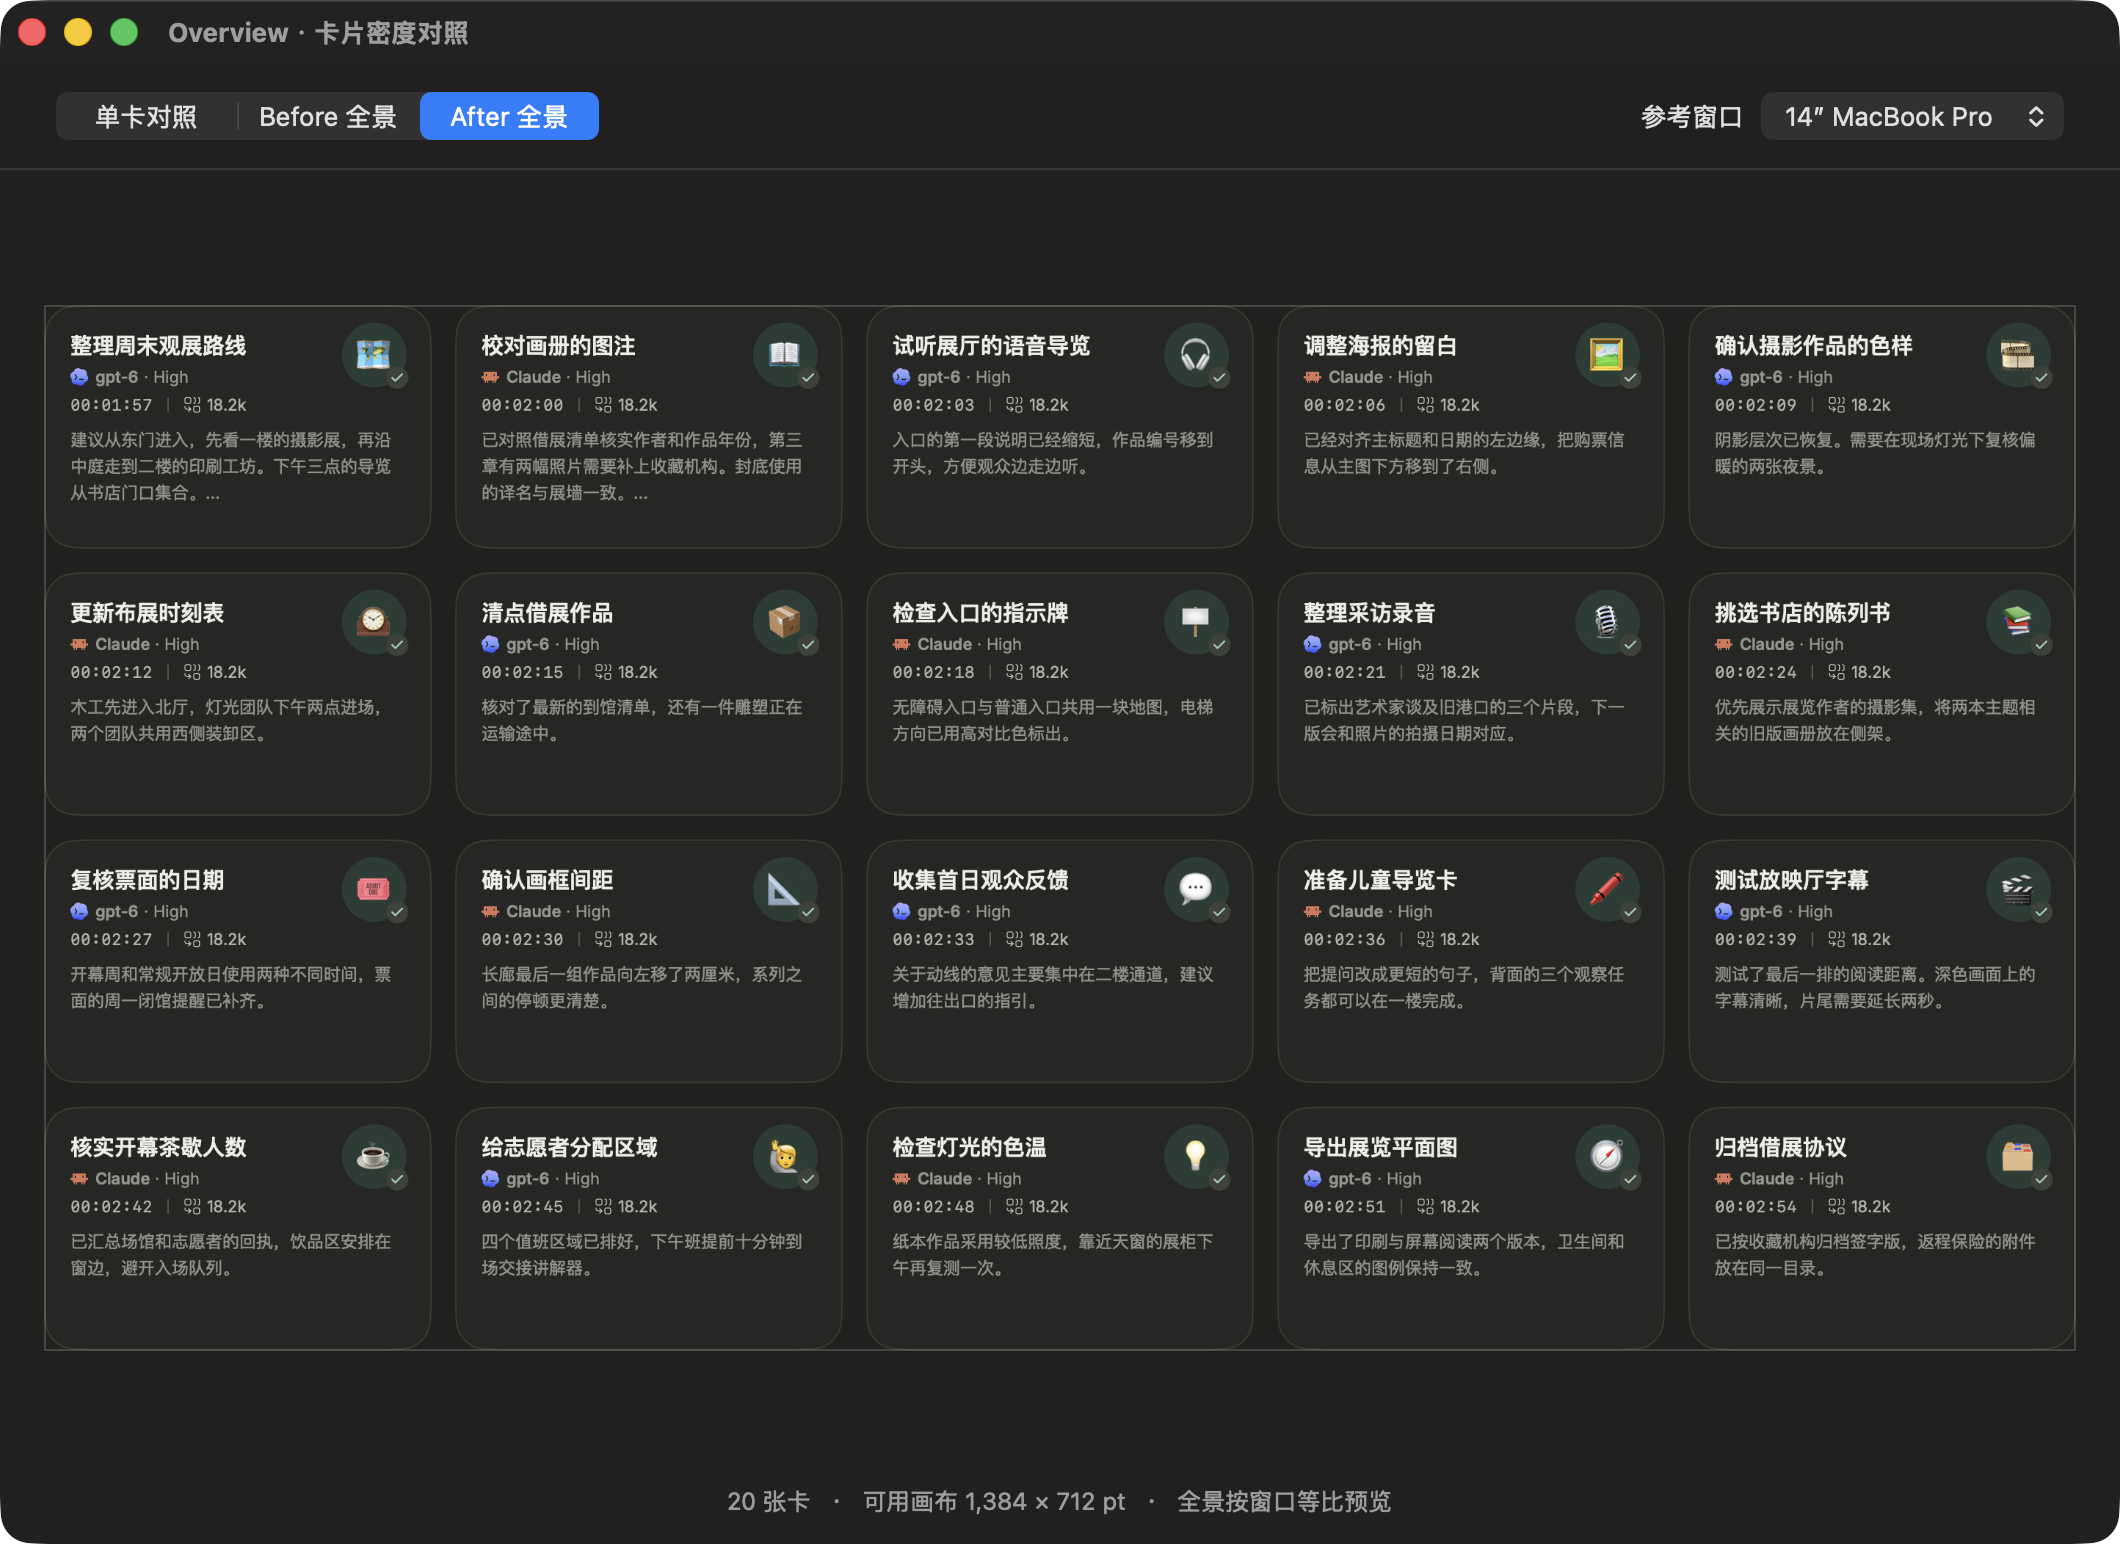 Overview · 卡片密度对照
单卡对照 Before 全景 After 全景 参考窗口 14″ MacBook Pro
整理周末观展路线
gpt-6 · High
00:01:57 | 18.2k
建议从东门进入，先看一楼的摄影展，再沿
中庭走到二楼的印刷工坊。下午三点的导览
从书店门口集合。...
校对画册的图注
Claude · High
00:02:00 | 18.2k
已对照借展清单核实作者和作品年份，第三
章有两幅照片需要补上收藏机构。封底使用
的译名与展墙一致。...
试听展厅的语音导览
gpt-6 · High
00:02:03 | 18.2k
入口的第一段说明已经缩短，作品编号移到
开头，方便观众边走边听。
调整海报的留白
Claude · High
00:02:06 | 18.2k
已经对齐主标题和日期的左边缘，把购票信
息从主图下方移到了右侧。
确认摄影作品的色样
gpt-6 · High
00:02:09 | 18.2k
阴影层次已恢复。需要在现场灯光下复核偏
暖的两张夜景。
更新布展时刻表
Claude · High
00:02:12 | 18.2k
木工先进入北厅，灯光团队下午两点进场，
两个团队共用西侧装卸区。
清点借展作品
gpt-6 · High
00:02:15 | 18.2k
核对了最新的到馆清单，还有一件雕塑正在
运输途中。
检查入口的指示牌
Claude · High
00:02:18 | 18.2k
无障碍入口与普通入口共用一块地图，电梯
方向已用高对比色标出。
整理采访录音
gpt-6 · High
00:02:21 | 18.2k
已标出艺术家谈及旧港口的三个片段，下一
版会和照片的拍摄日期对应。
挑选书店的陈列书
Claude · High
00:02:24 | 18.2k
优先展示展览作者的摄影集，将两本主题相
关的旧版画册放在侧架。
复核票面的日期
gpt-6 · High
00:02:27 | 18.2k
开幕周和常规开放日使用两种不同时间，票
面的周一闭馆提醒已补齐。
确认画框间距
Claude · High
00:02:30 | 18.2k
长廊最后一组作品向左移了两厘米，系列之
间的停顿更清楚。
收集首日观众反馈
gpt-6 · High
00:02:33 | 18.2k
关于动线的意见主要集中在二楼通道，建议
增加往出口的指引。
准备儿童导览卡
Claude · High
00:02:36 | 18.2k
把提问改成更短的句子，背面的三个观察任
务都可以在一楼完成。
测试放映厅字幕
gpt-6 · High
00:02:39 | 18.2k
测试了最后一排的阅读距离。深色画面上的
字幕清晰，片尾需要延长两秒。
核实开幕茶歇人数
Claude · High
00:02:42 | 18.2k
已汇总场馆和志愿者的回执，饮品区安排在
窗边，避开入场队列。
给志愿者分配区域
gpt-6 · High
00:02:45 | 18.2k
四个值班区域已排好，下午班提前十分钟到
场交接讲解器。
检查灯光的色温
Claude · High
00:02:48 | 18.2k
纸本作品采用较低照度，靠近天窗的展柜下
午再复测一次。
导出展览平面图
gpt-6 · High
00:02:51 | 18.2k
导出了印刷与屏幕阅读两个版本，卫生间和
休息区的图例保持一致。
归档借展协议
Claude · High
00:02:54 | 18.2k
已按收藏机构归档签字版，返程保险的附件
放在同一目录。
20 张卡 · 可用画布 1,384 × 712 pt · 全景按窗口等比预览